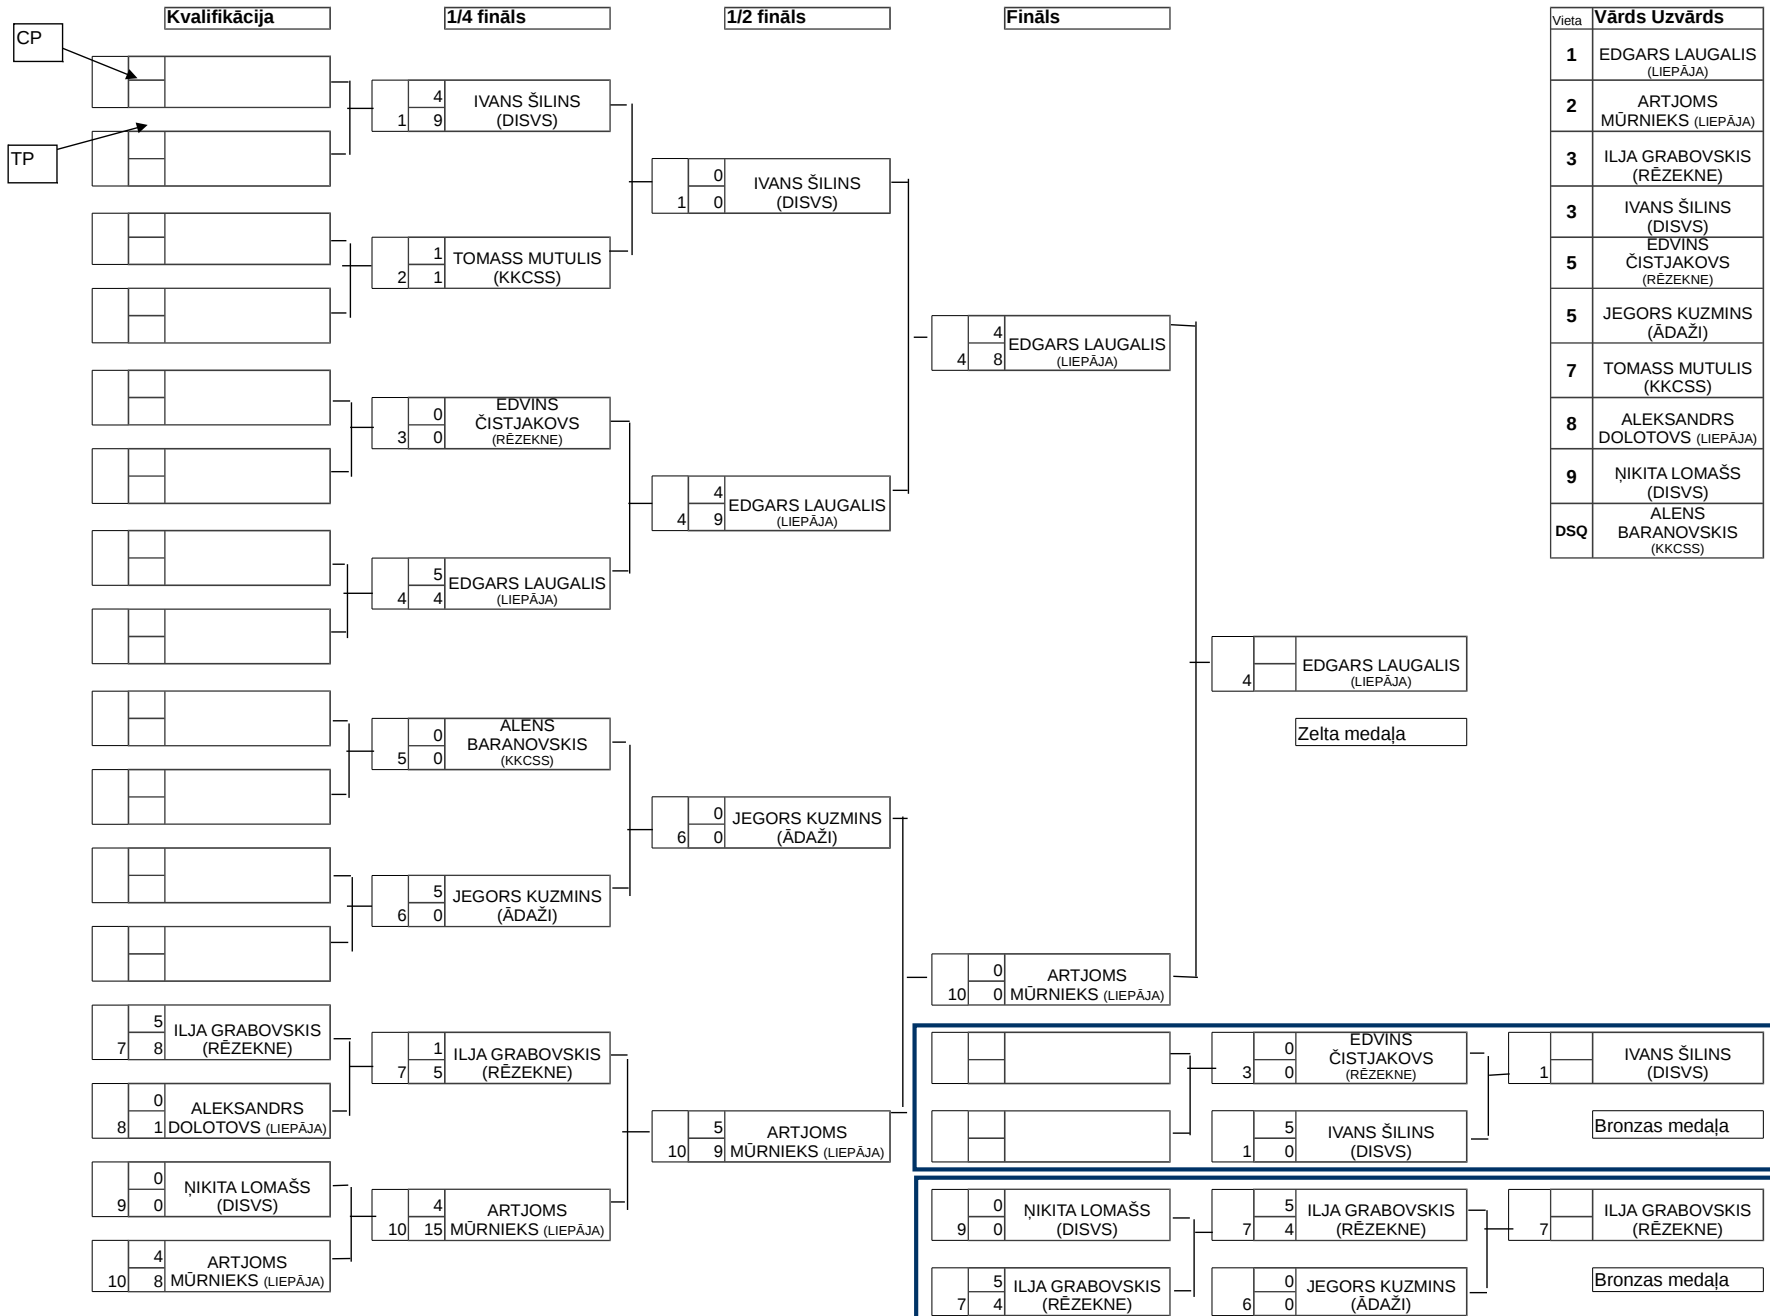 Kvalifikācija
1/4 fināls
1/2 fināls
Fināls
CP
TP
4
1 9
IVANS ŠILINS
(DISVS)
1
2 1
TOMASS MUTULIS
(KKCSS)
0
3 0
EDVINS
ČISTJAKOVS
(RĒZEKNE)
5
4 4
EDGARS LAUGALIS
(LIEPĀJA)
0
5 0
ALENS
BARANOVSKIS
(KKCSS)
5
6 0
JEGORS KUZMINS
(ĀDAŽI)
5
7 8
ILJA GRABOVSKIS
(RĒZEKNE)
0
8 1
ALEKSANDRS
DOLOTOVS (LIEPĀJA)
0
9 0
ŅIKITA LOMAŠS
(DISVS)
4
10 8
ARTJOMS
MŪRNIEKS (LIEPĀJA)
1
7 5
ILJA GRABOVSKIS
(RĒZEKNE)
4
10 15
ARTJOMS
MŪRNIEKS (LIEPĀJA)
0
1 0
IVANS ŠILINS
(DISVS)
4
4 9
EDGARS LAUGALIS
(LIEPĀJA)
0
6 0
JEGORS KUZMINS
(ĀDAŽI)
5
10 9
ARTJOMS
MŪRNIEKS (LIEPĀJA)
4
4 8
EDGARS LAUGALIS
(LIEPĀJA)
0
10 0
ARTJOMS
MŪRNIEKS (LIEPĀJA)
4
EDGARS LAUGALIS
(LIEPĀJA)
Zelta medaļa
0
3 0
EDVINS
ČISTJAKOVS
(RĒZEKNE)
5
1 0
IVANS ŠILINS
(DISVS)
1
IVANS ŠILINS
(DISVS)
Bronzas medaļa
0
9 0
ŅIKITA LOMAŠS
(DISVS)
5
7 4
ILJA GRABOVSKIS
(RĒZEKNE)
5
7 4
ILJA GRABOVSKIS
(RĒZEKNE)
0
6 0
JEGORS KUZMINS
(ĀDAŽI)
7
ILJA GRABOVSKIS
(RĒZEKNE)
Bronzas medaļa
Vieta Vārds Uzvārds
1 EDGARS LAUGALIS
(LIEPĀJA)
2 ARTJOMS
MŪRNIEKS (LIEPĀJA)
3 ILJA GRABOVSKIS
(RĒZEKNE)
3 IVANS ŠILINS
(DISVS)
5 EDVINS
ČISTJAKOVS
(RĒZEKNE)
5 JEGORS KUZMINS
(ĀDAŽI)
7 TOMASS MUTULIS
(KKCSS)
8 ALEKSANDRS
DOLOTOVS (LIEPĀJA)
9 ŅIKITA LOMAŠS
(DISVS)
DSQ ALENS
BARANOVSKIS
(KKCSS)